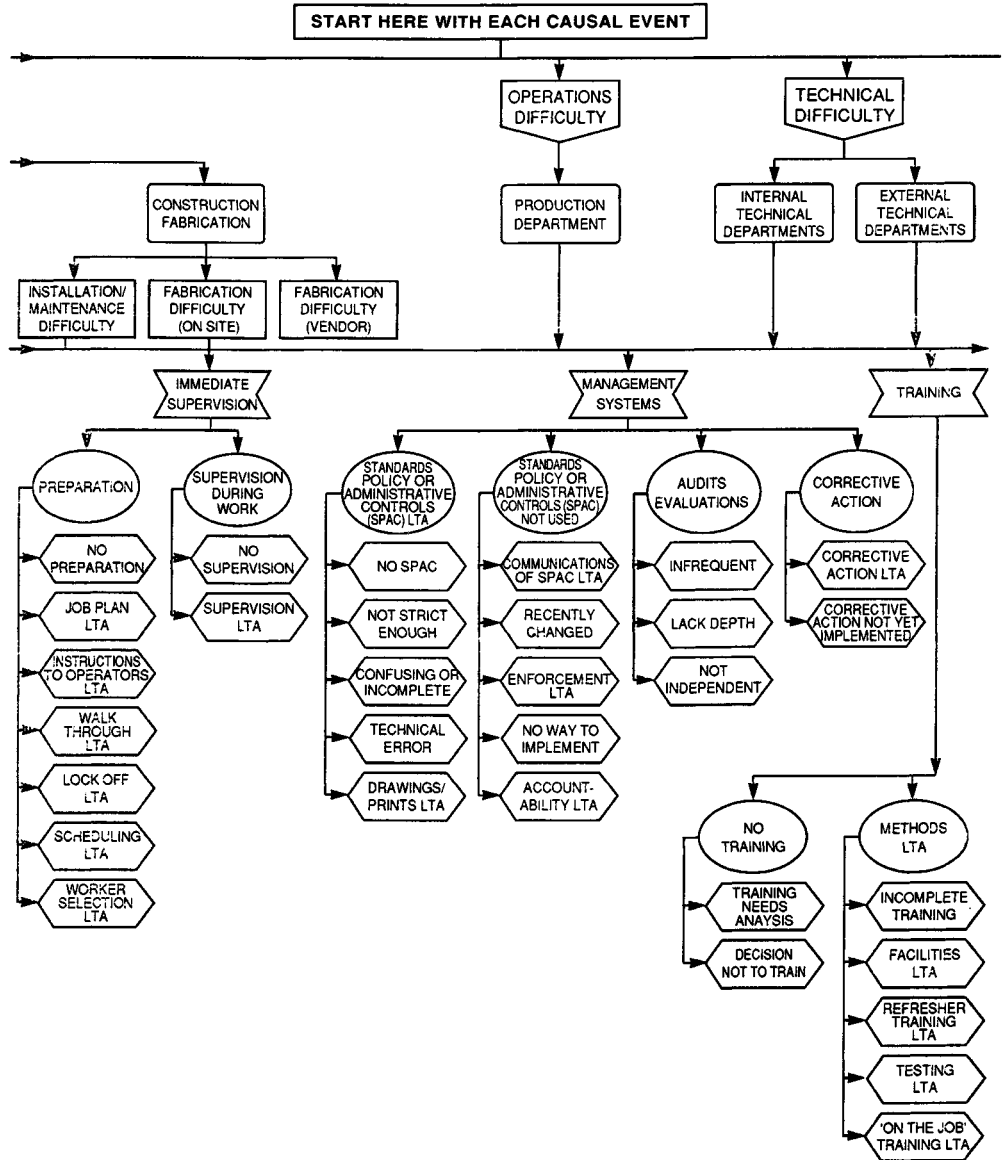 START HERE WITH EACH CAUSAL EVENT
OPERATIONS
DIFFICULTY
TECHNICAL
DIFFICULTY
CONSTRUCTION
FABRICATION
PRODUCTION
DEPARTMENT
INTERNAL
TECHNICAL
DEPARTMENTS
EXTERNAL
TECHNICAL
DEPARTMENTS
INSTALLATION/
MAINTENANCE
DIFFICULTY
FABRICATION
DIFFICULTY
(ON SITE)
FABRICATION
DIFFICULTY
(VENDOR)
IMMEDIATE
SUPERVISION
MANAGEMENT
SYSTEMS
TRAINING
PREPARATION
NO
PREPARATION
JOB PLAN
LTA
INSTRUCTIONS
TO OPERATORS
LTA
WALK
THROUGH
LTA
LOCK OFF
LTA
SCHEDULING
LTA
WORKER
SELECTION
LTA
SUPERVISION
DURING
WORK
NO
SUPERVISION
SUPERVISION
LTA
STANDARDS
POLICY OR
ADMINISTRATIVE
CONTROLS
(SPAC) LTA
NO SPAC
NOT STRICT
ENOUGH
CONFUSING OR
INCOMPLETE
TECHNICAL
ERROR
DRAWINGS/
PRINTS LTA
STANDARDS
POLICY OR
ADMINISTRATIVE
CONTROLS (SPAC)
NOT USED
COMMUNICATIONS
OF SPAC LTA
RECENTLY
CHANGED
ENFORCEMENT
LTA
NO WAY TO
IMPLEMENT
ACCOUNT-
ABILITY LTA
AUDITS
EVALUATIONS
INFREQUENT
LACK DEPTH
NOT
INDEPENDENT
CORRECTIVE
ACTION
CORRECTIVE
ACTION LTA
CORRECTIVE
ACTION NOT YET
IMPLEMENTED
NO
TRAINING
TRAINING
NEEDS
ANAYSIS
DECISION
NOT TO TRAIN
METHODS
LTA
INCOMPLETE
TRAINING
FACILITIES
LTA
REFRESHER
TRAINING
LTA
TESTING
LTA
'ON THE JOB'
TRAINING LTA